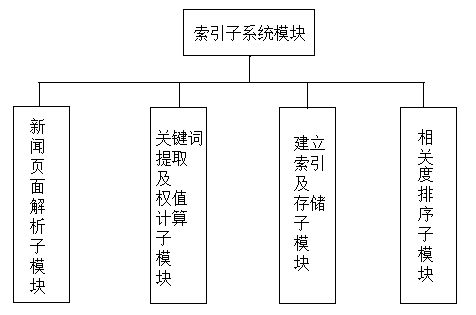 索引子系统模块
新闻页面解析子模块
关键词
提取
及
权值
计算
子
模
块
建立
索引
及
存储
子
模
块
相关度排序子模块